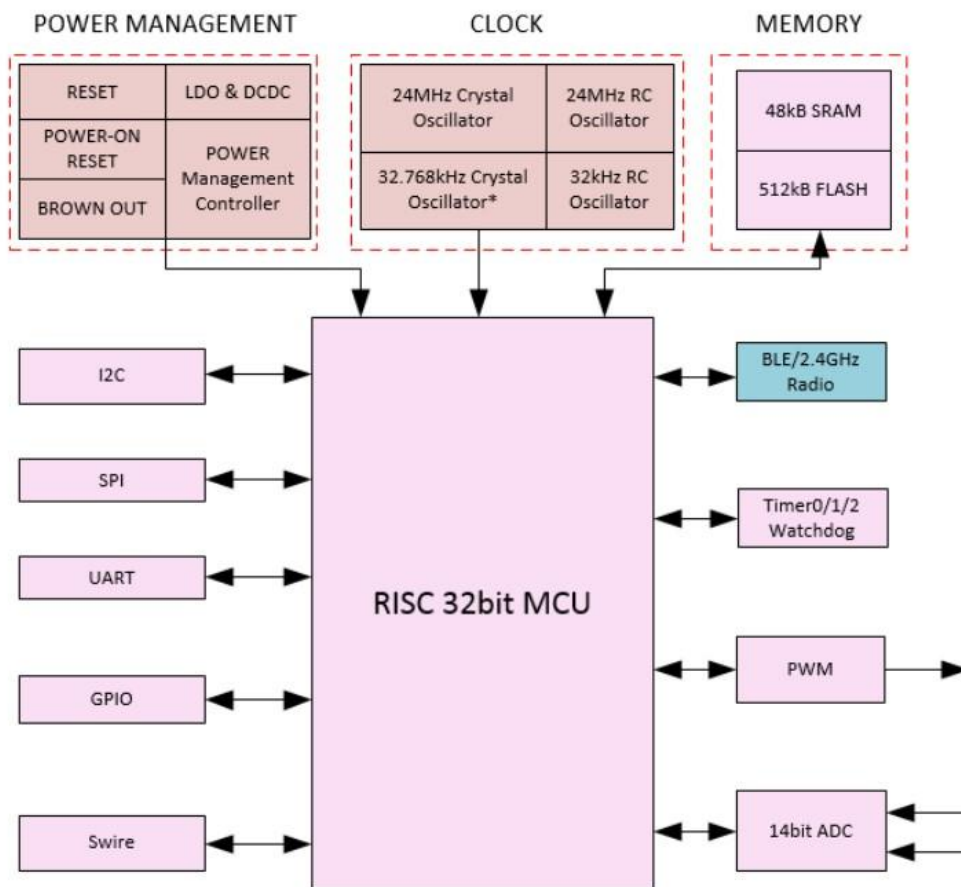 POWER MANAGEMENT
CLOCK
MEMORY
RESET
LDO & DCDC
POWER-ON
RESET
POWER
Management
Controller
BROWN OUT
24MHz Crystal
Oscillator
24MHz RC
Oscillator
32.768kHz Crystal
Oscillator*
32kHz RC
Oscillator
48kB SRAM
512kB FLASH
I2C
SPI
UART
GPIO
Swire
RISC 32bit MCU
BLE/2.4GHz
Radio
Timer0/1/2
Watchdog
PWM
14bit ADC